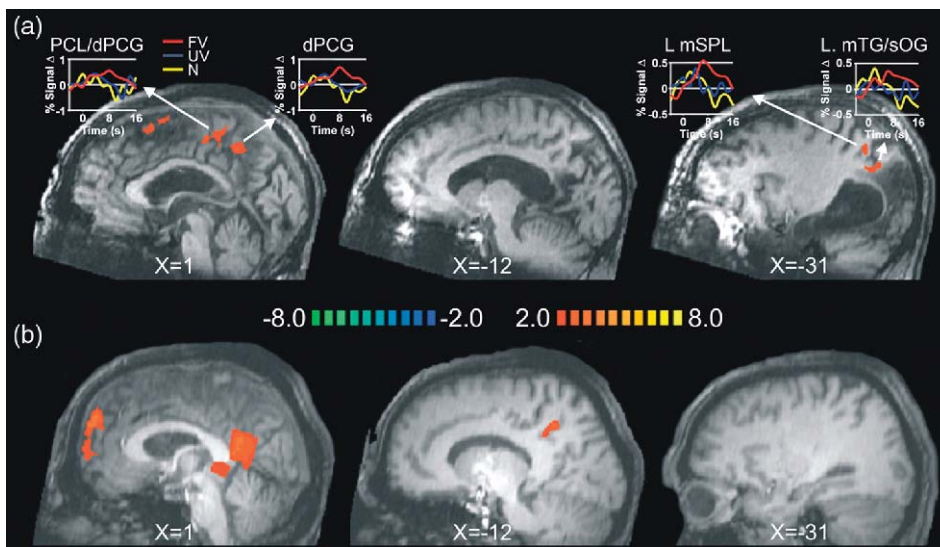 (a)
PCL/dPCG
FV
UV
N
dPCG
L mSPL
L. mTG/sOG
% Signal Δ
1
0
-1
0 8 16
Time (s)
% Signal Δ
1
0
-1
0 8 16
Time (s)
% Signal Δ
0.5
0
-0.5
0 8 16
Time (s)
% Signal Δ
0.5
0
-0.5
0 8 16
Time (s)
X=1
X=-12
X=-31
-8.0 -2.0 2.0 8.0
(b)
X=1
X=-12
X=-31